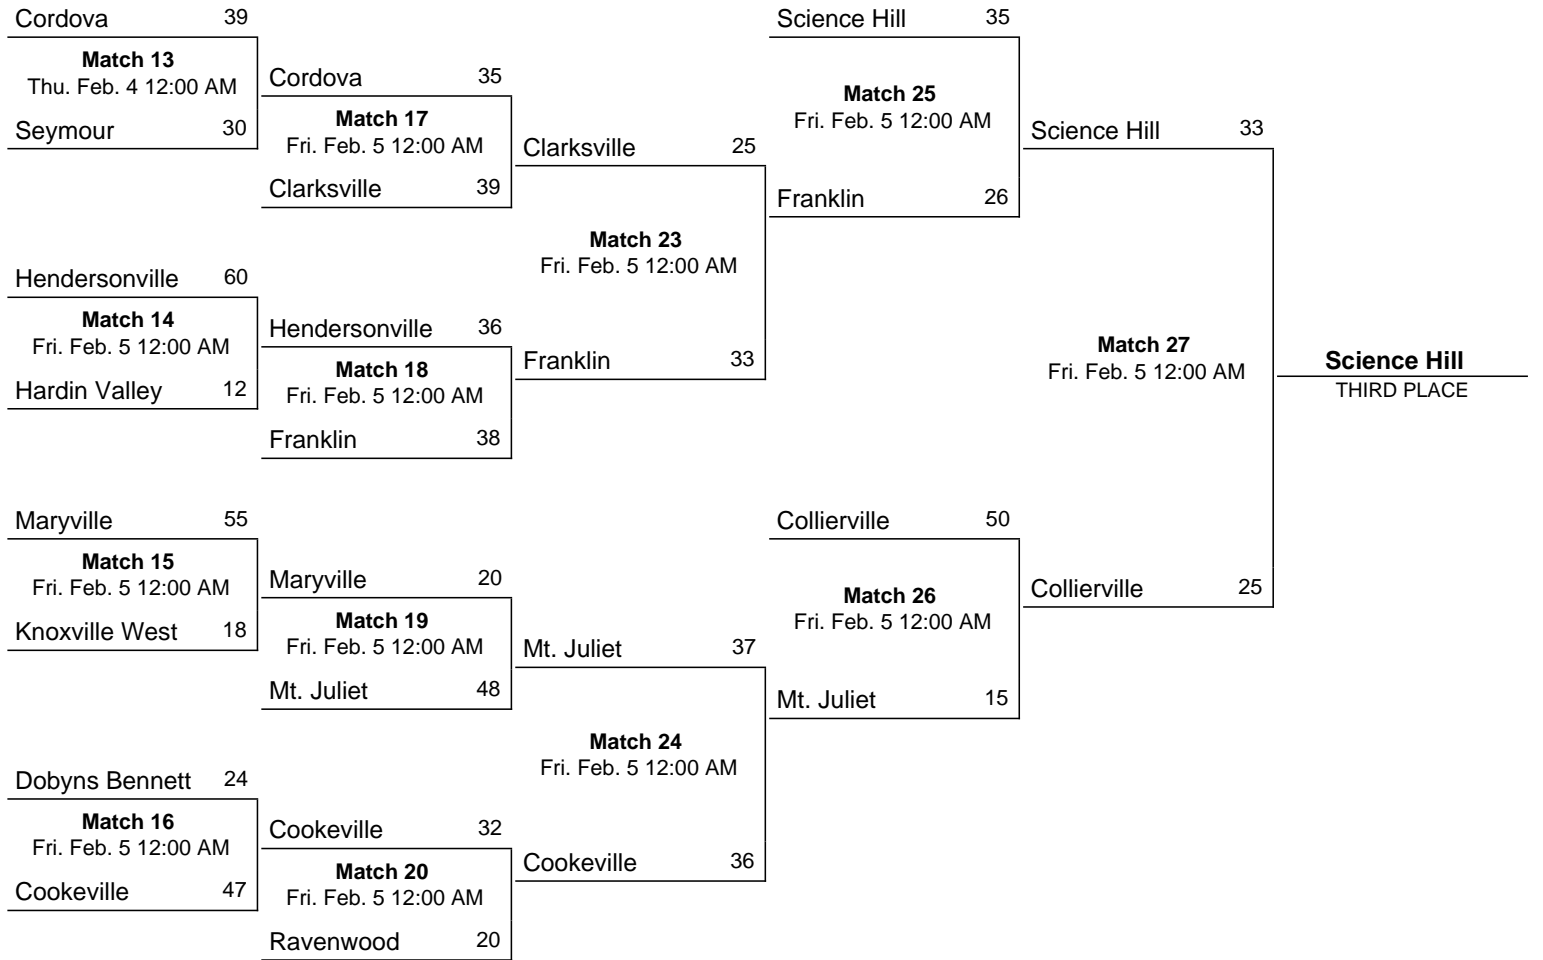 Cordova 39
Match 13
Thu. Feb. 4 12:00 AM
Seymour 30
Hendersonville 60
Match 14
Fri. Feb. 5 12:00 AM
Hardin Valley 12
Maryville 55
Match 15
Fri. Feb. 5 12:00 AM
Knoxville West 18
Dobyns Bennett 24
Match 16
Fri. Feb. 5 12:00 AM
Cookeville 47
Cordova 35
Match 17
Fri. Feb. 5 12:00 AM
Clarksville 39
Hendersonville 36
Match 18
Fri. Feb. 5 12:00 AM
Franklin 38
Maryville 20
Match 19
Fri. Feb. 5 12:00 AM
Mt. Juliet 48
Cookeville 32
Match 20
Fri. Feb. 5 12:00 AM
Ravenwood 20
Clarksville 25
Match 23
Fri. Feb. 5 12:00 AM
Franklin 33
Mt. Juliet 37
Match 24
Fri. Feb. 5 12:00 AM
Cookeville 36
Science Hill 35
Match 25
Fri. Feb. 5 12:00 AM
Franklin 26
Collierville 50
Match 26
Fri. Feb. 5 12:00 AM
Mt. Juliet 15
Science Hill 33
Match 27
Fri. Feb. 5 12:00 AM
Collierville 25
Science Hill
THIRD PLACE